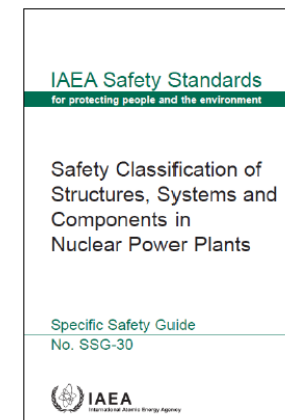 IAEA Safety Standards
for protecting people and the environment
Safety Classification of
Structures, Systems and
Components in
Nuclear Power Plants
Specific Safety Guide
No. SSG-30
IAEA
International Atomic Energy Agency